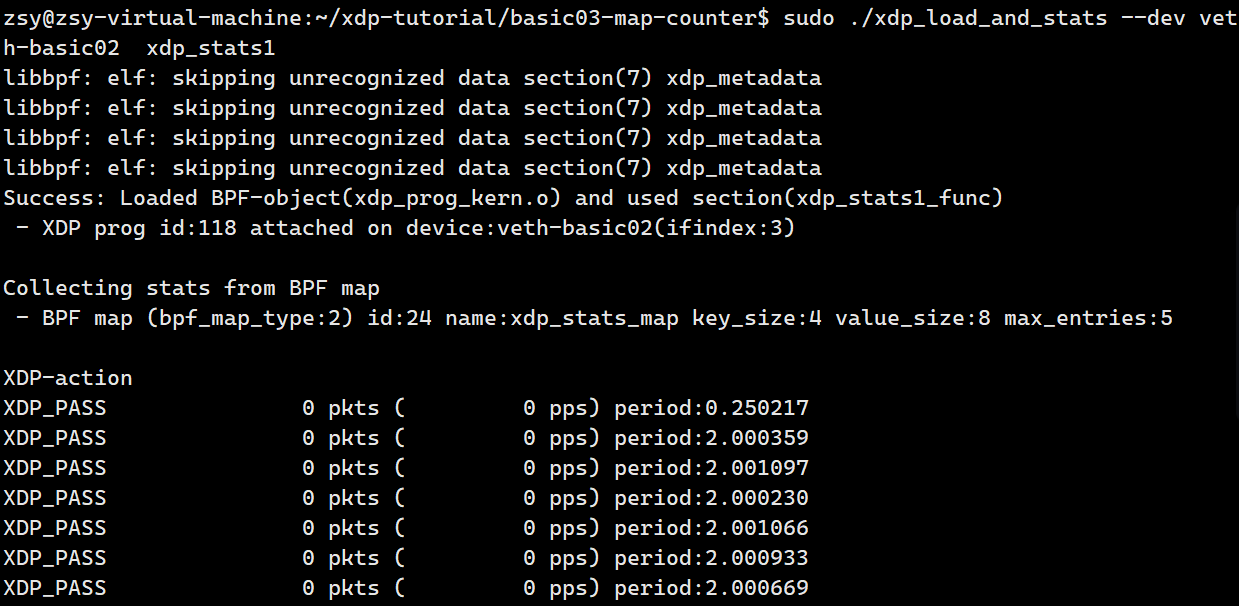 zsy@zsy-virtual-machine:~/xdp-tutorial/basic03-map-counter$ sudo ./xdp_load_and_stats --dev vet
h-basic02  xdp_stats1
libbpf: elf: skipping unrecognized data section(7) xdp_metadata
libbpf: elf: skipping unrecognized data section(7) xdp_metadata
libbpf: elf: skipping unrecognized data section(7) xdp_metadata
libbpf: elf: skipping unrecognized data section(7) xdp_metadata
Success: Loaded BPF-object(xdp_prog_kern.o) and used section(xdp_stats1_func)
 - XDP prog id:118 attached on device:veth-basic02(ifindex:3)

Collecting stats from BPF map
 - BPF map (bpf_map_type:2) id:24 name:xdp_stats_map key_size:4 value_size:8 max_entries:5

XDP-action
XDP_PASS               0 pkts (         0 pps) period:0.250217
XDP_PASS               0 pkts (         0 pps) period:2.000359
XDP_PASS               0 pkts (         0 pps) period:2.001097
XDP_PASS               0 pkts (         0 pps) period:2.000230
XDP_PASS               0 pkts (         0 pps) period:2.001066
XDP_PASS               0 pkts (         0 pps) period:2.000933
XDP_PASS               0 pkts (         0 pps) period:2.000669